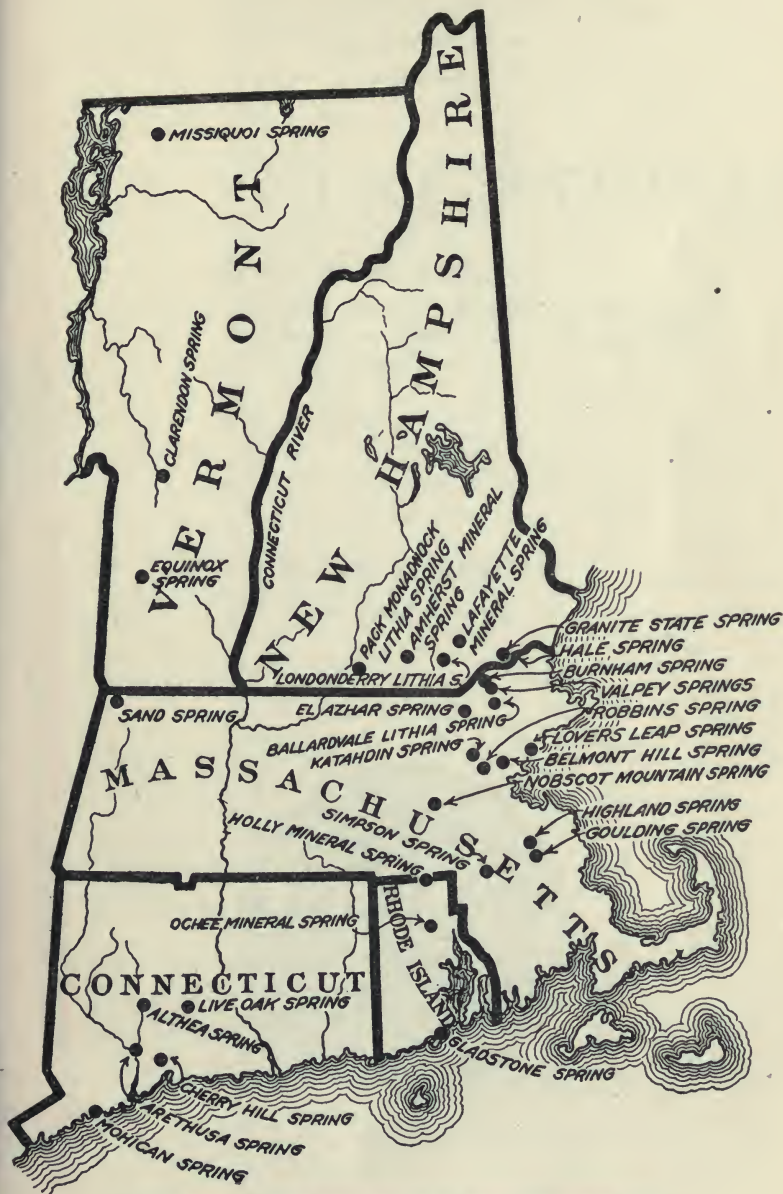 NEW HAMPSHIRE
VERMONT
MISSIQUOI SPRING
CLARENDON SPRING
CONNECTICUT RIVER
EQUINOX
SPRING
PACK MONADNOCK
LITHIA SPRING
AMHERST MINERAL
SPRING
LAFAYETTE
MINERAL SPRING
LONDONDERRY LITHIA S.
GRANITE STATE SPRING
HALE SPRING
BURNHAM SPRING
VALPEY SPRINGS
ROBBINS SPRING
FLOVERS LEAP SPRING
BELMONT HILL SPRING
NOBSCOT MOUNTAIN SPRING
SAND SPRING
EL AZHAR SPRING
BALLARDVALE LITHIA SPRING
KATAHDIN SPRING
MASSACHUSETTS
HIGHLAND SPRING
GOULDING SPRING
SIMPSON SPRING
HOLLY MINERAL SPRING
RHODE ISLAND
OCHEE MINERAL SPRING
CONNECTICUT
LIVE OAK SPRING
ALTHEA SPRING
GLADSTONE SPRING
CHERRY HILL SPRING
ARETHUSA SPRING
MOHICAN SPRING